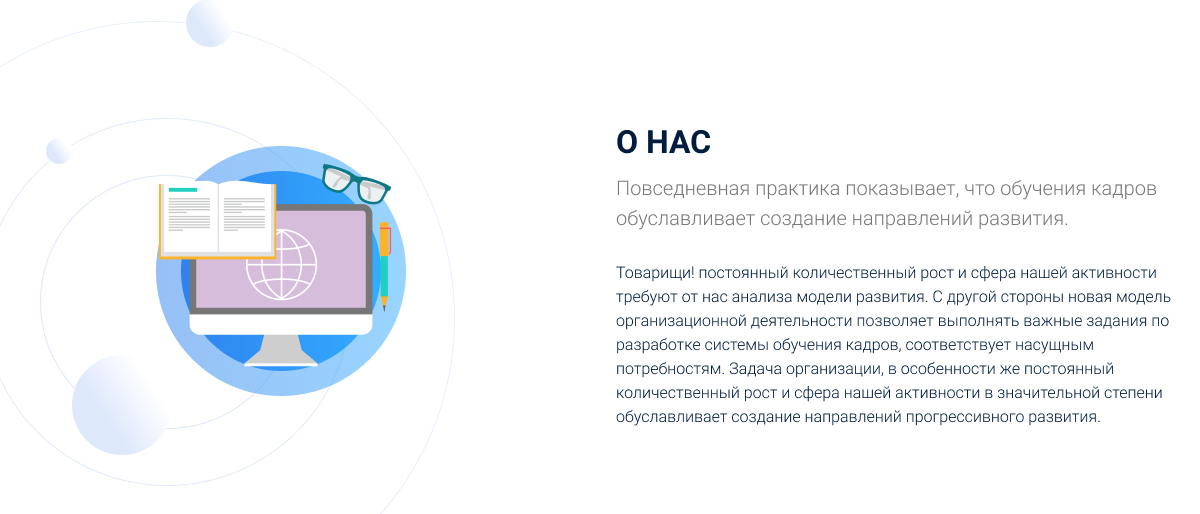 О НАС
Повседневная практика показывает, что обучения кадров
обуславливает создание направлений развития.
Товарищи! постоянный количественный рост и сфера нашей активности
требуют от нас анализа модели развития. С другой стороны новая модель
организационной деятельности позволяет выполнять важные задания по
разработке системы обучения кадров, соответствует насущным
потребностям. Задача организации, в особенности же постоянный
количественный рост и сфера нашей активности в значительной степени
обуславливает создание направлений прогрессивного развития.